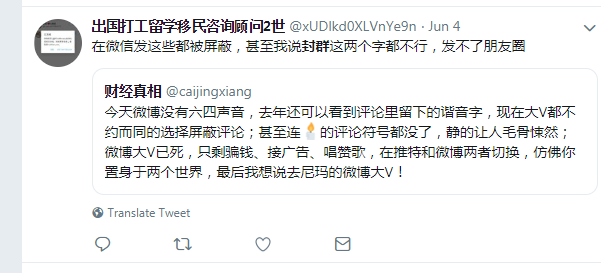 出国打工留学移民咨询顾问2世 @xUDIkd0XLVnYe9n · Jun 4
在微信发这些都被屏蔽，甚至我说封群这两个字都不行，发不了朋友圈
财经真相 @caijingxiang
今天微博没有六四声音，去年还可以看到评论里留下的谐音字，现在大V都不
约而同的选择屏蔽评论；甚至连🕯️的评论符号都没了，静的让人毛骨悚然；
微博大V已死，只剩骗钱、接广告、唱赞歌，在推特和微博两者切换，仿佛你
置身于两个世界，最后我想说去尼玛的微博大V！
Translate Tweet